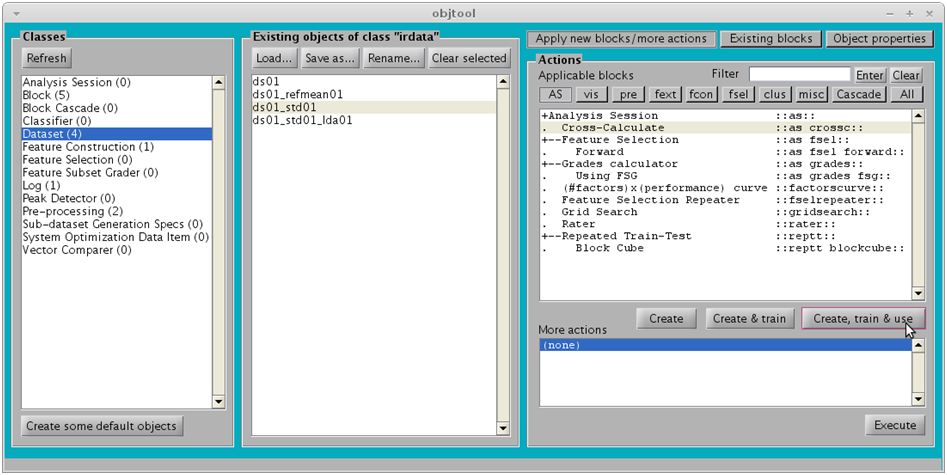 objtool
Classes
Refresh
Analysis Session (0)
Block (5)
Block Cascade (0)
Classifier (0)
Dataset (4)
Feature Construction (1)
Feature Selection (0)
Feature Subset Grader (0)
Log (1)
Peak Detector (0)
Pre-processing (2)
Sub-dataset Generation Specs (0)
System Optimization Data Item (0)
Vector Comparer (0)
Create some default objects
Existing objects of class "irdata"
Load... Save as... Rename... Clear selected
ds01
ds01_refmean01
ds01_std01
ds01_std01_lda01
Apply new blocks/more actions Existing blocks Object properties
Actions
Applicable blocks Filter Enter Clear
AS vis pre fext fcon fsel clus misc Cascade All
+Analysis Session ::as::
. Cross-Calculate ::as crossc::
+--Feature Selection ::as fsel::
. Forward ::as fsel forward::
+--Grades calculator ::as grades::
. Using FSG ::as grades fsg::
. (#factors)x(performance) curve ::factorscurve::
. Feature Selection Repeater ::fselrepeater::
. Grid Search ::gridsearch::
. Rater ::rater::
+--Repeated Train-Test ::reptt::
. Block Cube ::reptt blockcube::
Create Create & train Create, train & use
More actions
(none)
Execute